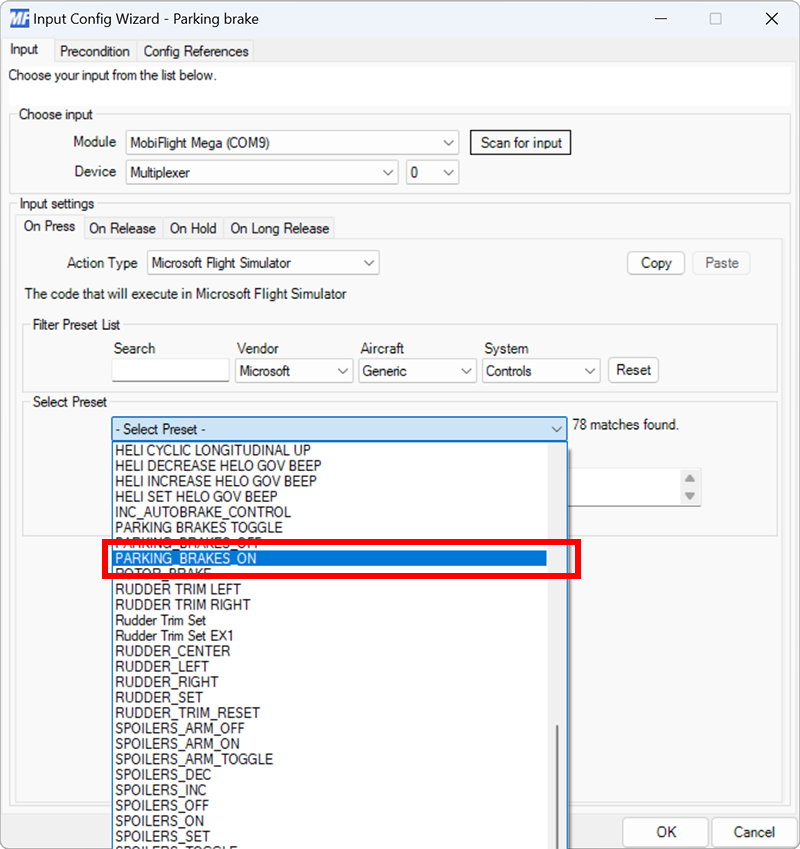 MF Input Config Wizard - Parking brake
Input Precondition Config References
Choose your input from the list below.
Choose input
Module MobiFlight Mega (COM9) Scan for input
Device Multiplexer 0
Input settings
On Press On Release On Hold On Long Release
Action Type Microsoft Flight Simulator Copy Paste
The code that will execute in Microsoft Flight Simulator
Filter Preset List
Search Vendor Aircraft System
Microsoft Generic Controls Reset
Select Preset
- Select Preset - 78 matches found.
HELI CYCLIC LONGITUDINAL UP
HELI DECREASE HELO GOV BEEP
HELI INCREASE HELO GOV BEEP
HELI SET HELO GOV BEEP
INC_AUTOBRAKE_CONTROL
PARKING BRAKES TOGGLE
PARKING_BRAKES_OFF
PARKING_BRAKES_ON
ROTOR_BRAKE
RUDDER TRIM LEFT
RUDDER TRIM RIGHT
Rudder Trim Set
Rudder Trim Set EX1
RUDDER_CENTER
RUDDER_LEFT
RUDDER_RIGHT
RUDDER_SET
RUDDER_TRIM_RESET
SPOILERS_ARM_OFF
SPOILERS_ARM_ON
SPOILERS_ARM_TOGGLE
SPOILERS_DEC
SPOILERS_INC
SPOILERS_OFF
SPOILERS_ON
SPOILERS_SET
SPOILERS_TOGGLE
OK Cancel